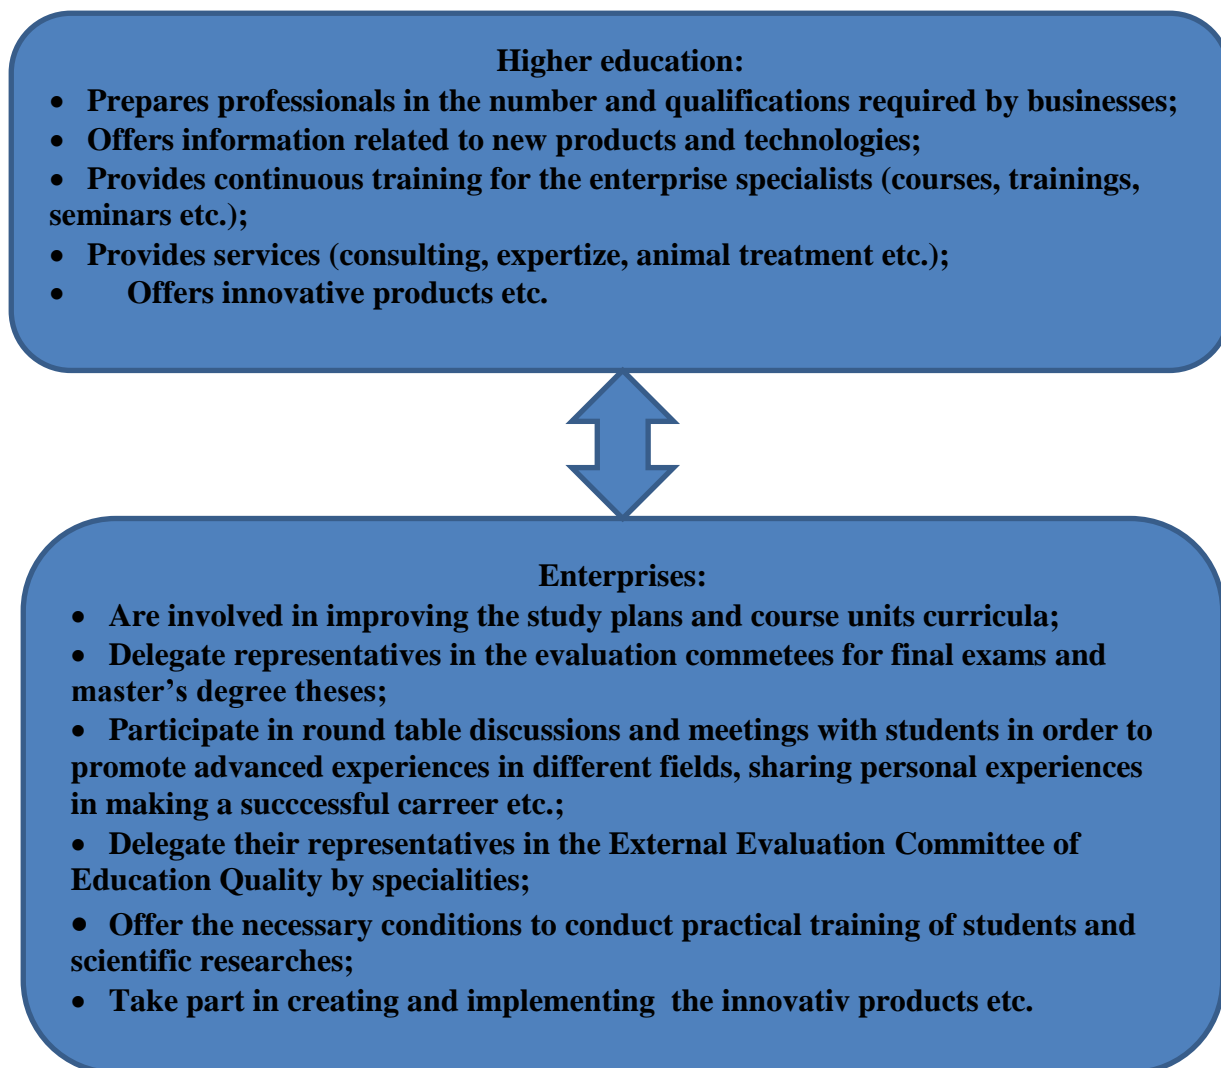 Higher education:
• Prepares professionals in the number and qualifications required by businesses;
• Offers information related to new products and technologies;
• Provides continuous training for the enterprise specialists (courses, trainings,
seminars etc.);
• Provides services (consulting, expertize, animal treatment etc.);
• Offers innovative products etc.
Enterprises:
• Are involved in improving the study plans and course units curricula;
• Delegate representatives in the evaluation commetees for final exams and
master’s degree theses;
• Participate in round table discussions and meetings with students in order to
promote advanced experiences in different fields, sharing personal experiences
in making a succcessful carreer etc.;
• Delegate their representatives in the External Evaluation Committee of
Education Quality by specialities;
• Offer the necessary conditions to conduct practical training of students and
scientific researches;
• Take part in creating and implementing  the innovativ products etc.